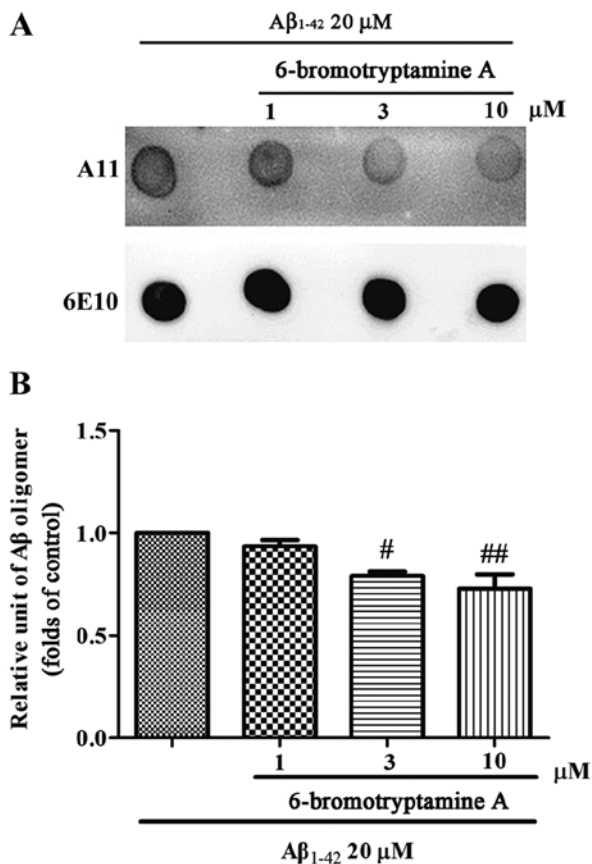 A
Aβ1-42 20 μM
6-bromotryptamine A
1 3 10 μM
A11
6E10
B
Relative unit of Aβ oligomer
(folds of control)
1.5
1.0
0.5
0.0
# ##
1 3 10 μM
6-bromotryptamine A
Aβ1-42 20 μM